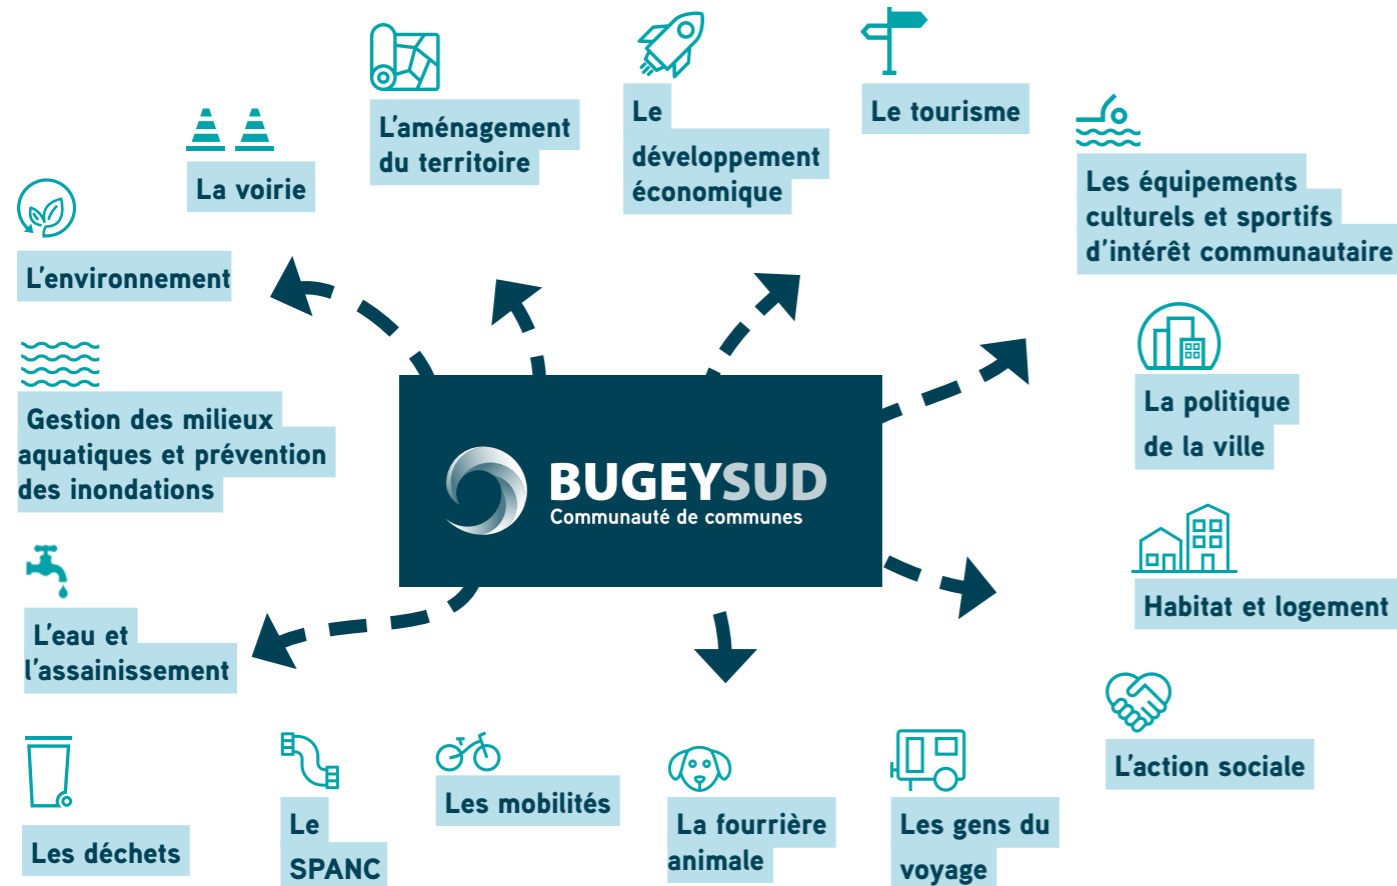 L'aménagement
du territoire
Le
développement
économique
Le tourisme
La voirie
Les équipements
culturels et sportifs
d'intérêt communautaire
L'environnement
La politique
de la ville
Gestion des milieux
aquatiques et prévention
des inondations
BUGEYSUD
Communauté de communes
Habitat et logement
L'eau et
l'assainissement
L'action sociale
Les déchets
Le
SPANC
Les mobilités
La fourrière
animale
Les gens du
voyage